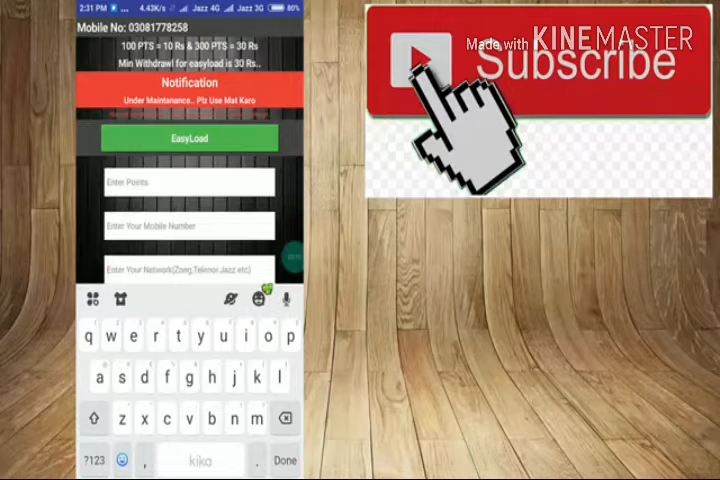 2:31 PM ... 4.43K/s Jazz 4G Jazz 3G 80%
Mobile No: 03081778258
100 PTS = 10 Rs & 300 PTS = 30 Rs
Min Withdrawl for easyload is 30 Rs..
Notification
Under Maintanance.. Plz Use Mat Karo
EasyLoad
Enter Points
Enter Your Mobile Number
Enter Your Network(Zong,Telenor,Jazz etc)
q w e r t y u i o p
a s d f g h j k l
z x c v b n m
?123 , kika . Done
Made with KINEMASTER
Subscribe